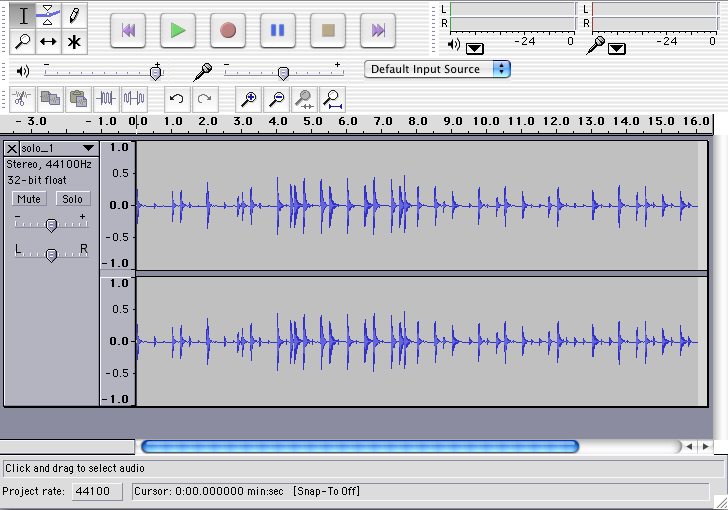 L
R
-24 0
L
R
-24 0
- +
- +
Default Input Source
- 3.0 - 1.0 0.0 1.0 2.0 3.0 4.0 5.0 6.0 7.0 8.0 9.0 10.0 11.0 12.0 13.0 14.0 15.0 16.0
X solo_1
Stereo, 44100Hz
32-bit float
Mute Solo
- +
L R
1.0
0.5
0.0
-0.5
-1.0
1.0
0.5
0.0
-0.5
-1.0
Click and drag to select audio
Project rate: 44100 Cursor: 0:00.000000 min:sec [Snap-To Off]